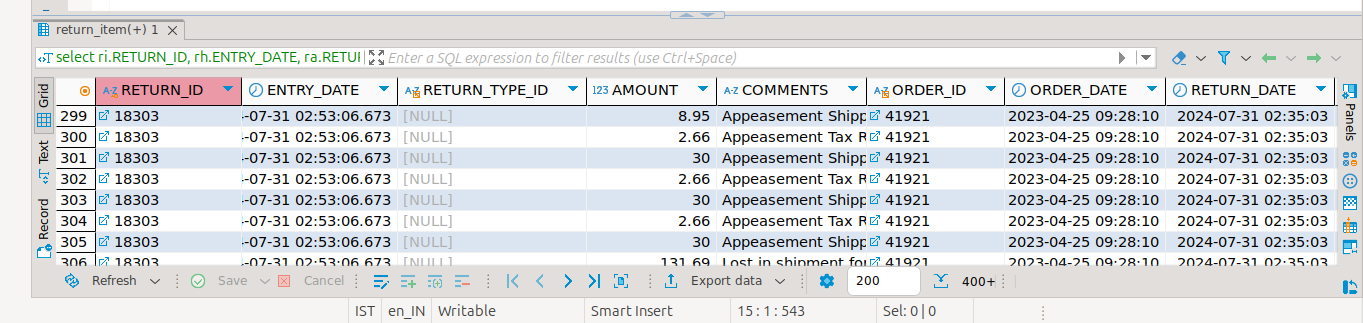 return_item(+) 1
select ri.RETURN_ID, rh.ENTRY_DATE, ra.RETUI Enter a SQL expression to filter results (use Ctrl+Space)
Grid
Text
Record
Panels
RETURN_ID ENTRY_DATE RETURN_TYPE_ID 123 AMOUNT A-Z COMMENTS ORDER_ID ORDER_DATE RETURN_DATE
299 18303 -07-31 02:53:06.673 [NULL] 8.95 Appeasement Shipp 41921 2023-04-25 09:28:10 2024-07-31 02:35:03
300 18303 -07-31 02:53:06.673 [NULL] 2.66 Appeasement Tax R 41921 2023-04-25 09:28:10 2024-07-31 02:35:03
301 18303 -07-31 02:53:06.673 [NULL] 30 Appeasement Shipp 41921 2023-04-25 09:28:10 2024-07-31 02:35:03
302 18303 -07-31 02:53:06.673 [NULL] 2.66 Appeasement Tax R 41921 2023-04-25 09:28:10 2024-07-31 02:35:03
303 18303 -07-31 02:53:06.673 [NULL] 30 Appeasement Shipp 41921 2023-04-25 09:28:10 2024-07-31 02:35:03
304 18303 -07-31 02:53:06.673 [NULL] 2.66 Appeasement Tax R 41921 2023-04-25 09:28:10 2024-07-31 02:35:03
305 18303 -07-31 02:53:06.673 [NULL] 30 Appeasement Shipp 41921 2023-04-25 09:28:10 2024-07-31 02:35:03
306 18303 -07-31 02:53:06.673 [NULL] 131.69 Lost in shipment fo 41921 2023-04-25 09:28:10 2024-07-31 02:35:03
Refresh Save Cancel Export data 200 400+
IST en_IN Writable Smart Insert 15 : 1 : 543 Sel: 0 | 0